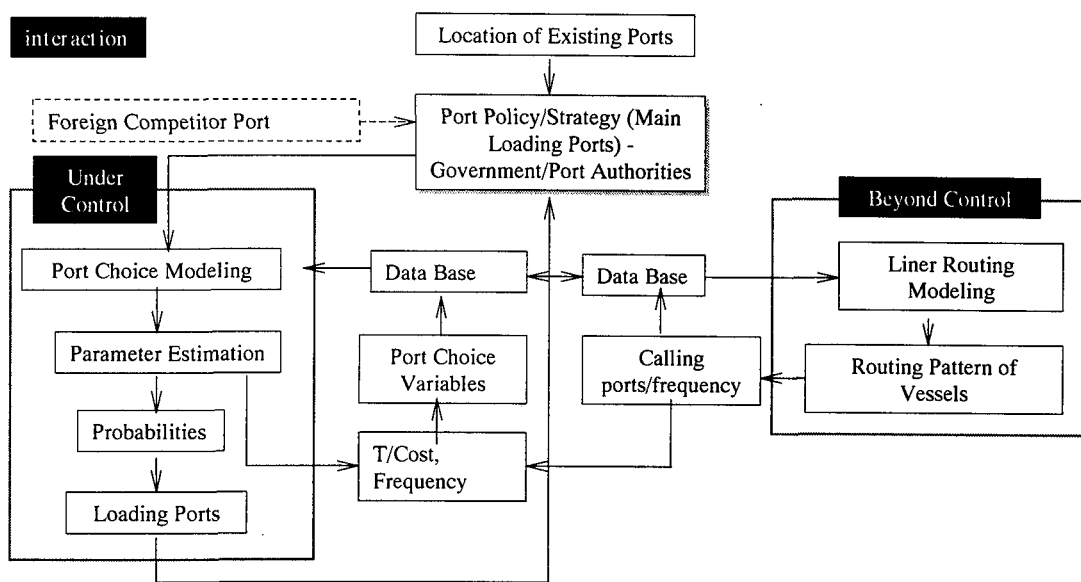 interaction
Location of Existing Ports
Foreign Competitor Port
Port Policy/Strategy (Main
Loading Ports) -
Government/Port Authorities
Under
Control
Beyond Control
Port Choice Modeling
Data Base
Data Base
Liner Routing
Modeling
Parameter Estimation
Port Choice
Variables
Calling
ports/frequency
Routing Pattern of
Vessels
Probabilities
T/Cost,
Frequency
Loading Ports